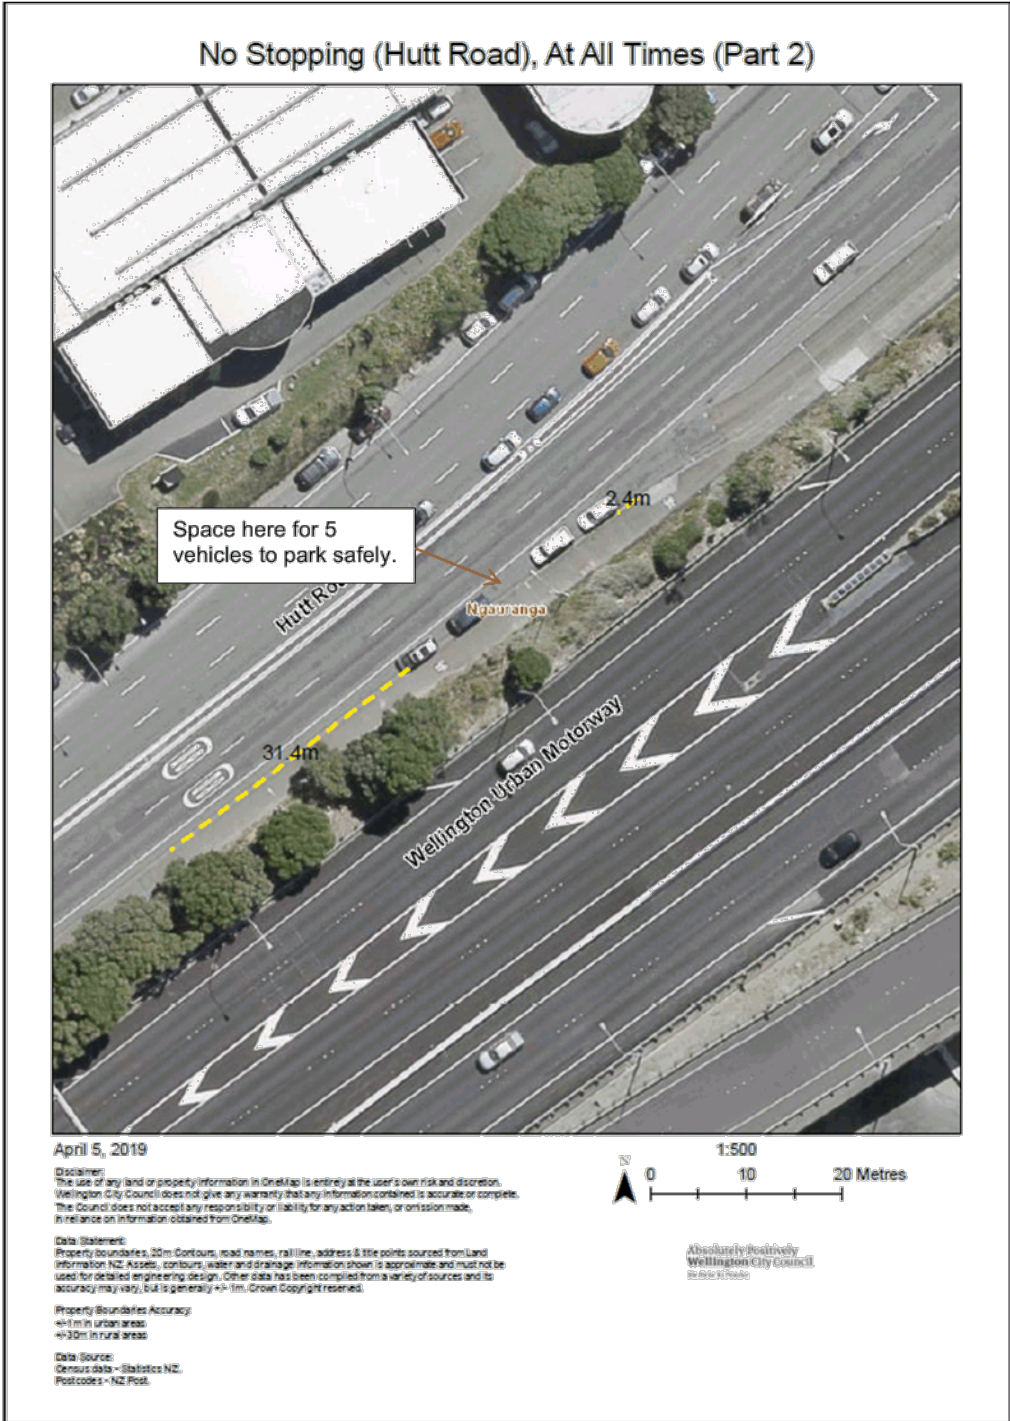 No Stopping (Hutt Road), At All Times (Part 2)
2.4m
Space here for 5
vehicles to park safely.
Hutt Roa
Ngauranga
31.4m
Wellington Urban Motorway
April 5, 2019
1:500
Disclaimer:
The use of any land or property information in OneMap is entirely at the user's own risk and discretion.
Wellington City Council does not give any warranty that any information contained is accurate or complete.
The Council does not accept any responsibility or liability for any action taken, or omission made,
in reliance on information obtained from OneMap.
N
0 10 20 Metres
Data Statement:
Property boundaries, 20m Contours, road names, rail line, address & title points sourced from Land
Information NZ. Assets, contours, water and drainage information shown is approximate and must not be
used for detailed engineering design. Other data has been compiled from a variety of sources and its
accuracy may vary, but is generally +/- 1m. Crown Copyright reserved.
Absolutely Positively
Wellington City Council
Property Boundaries Accuracy:
+/-1m in urban areas
+/-30m in rural areas
Data Source:
Census data - Statistics NZ.
Postcodes - NZ Post.